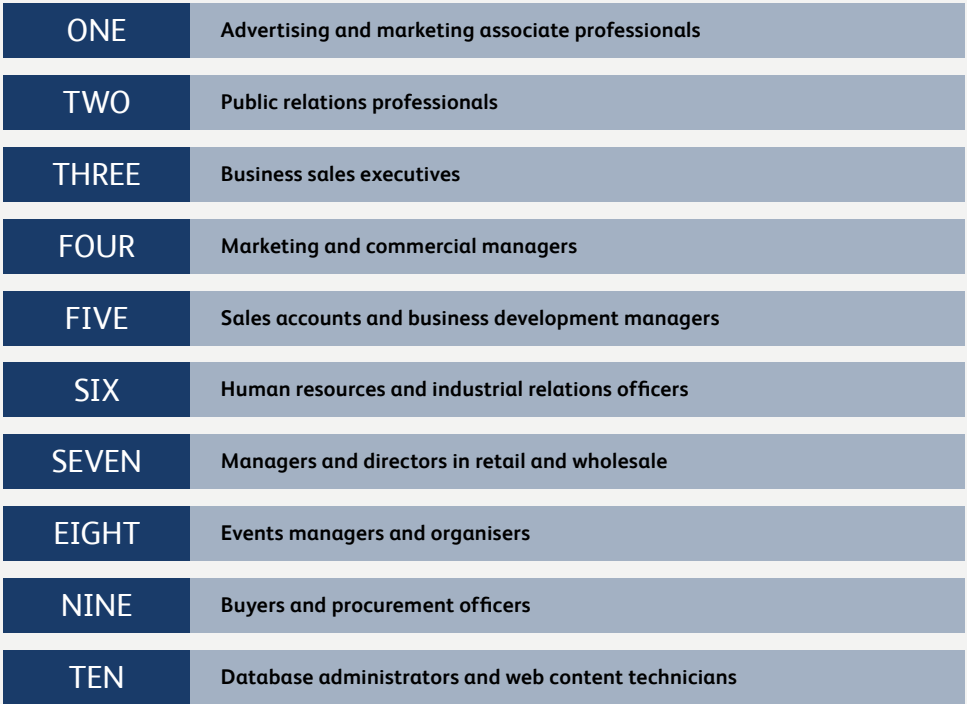 ONE Advertising and marketing associate professionals
TWO Public relations professionals
THREE Business sales executives
FOUR Marketing and commercial managers
FIVE Sales accounts and business development managers
SIX Human resources and industrial relations officers
SEVEN Managers and directors in retail and wholesale
EIGHT Events managers and organisers
NINE Buyers and procurement officers
TEN Database administrators and web content technicians